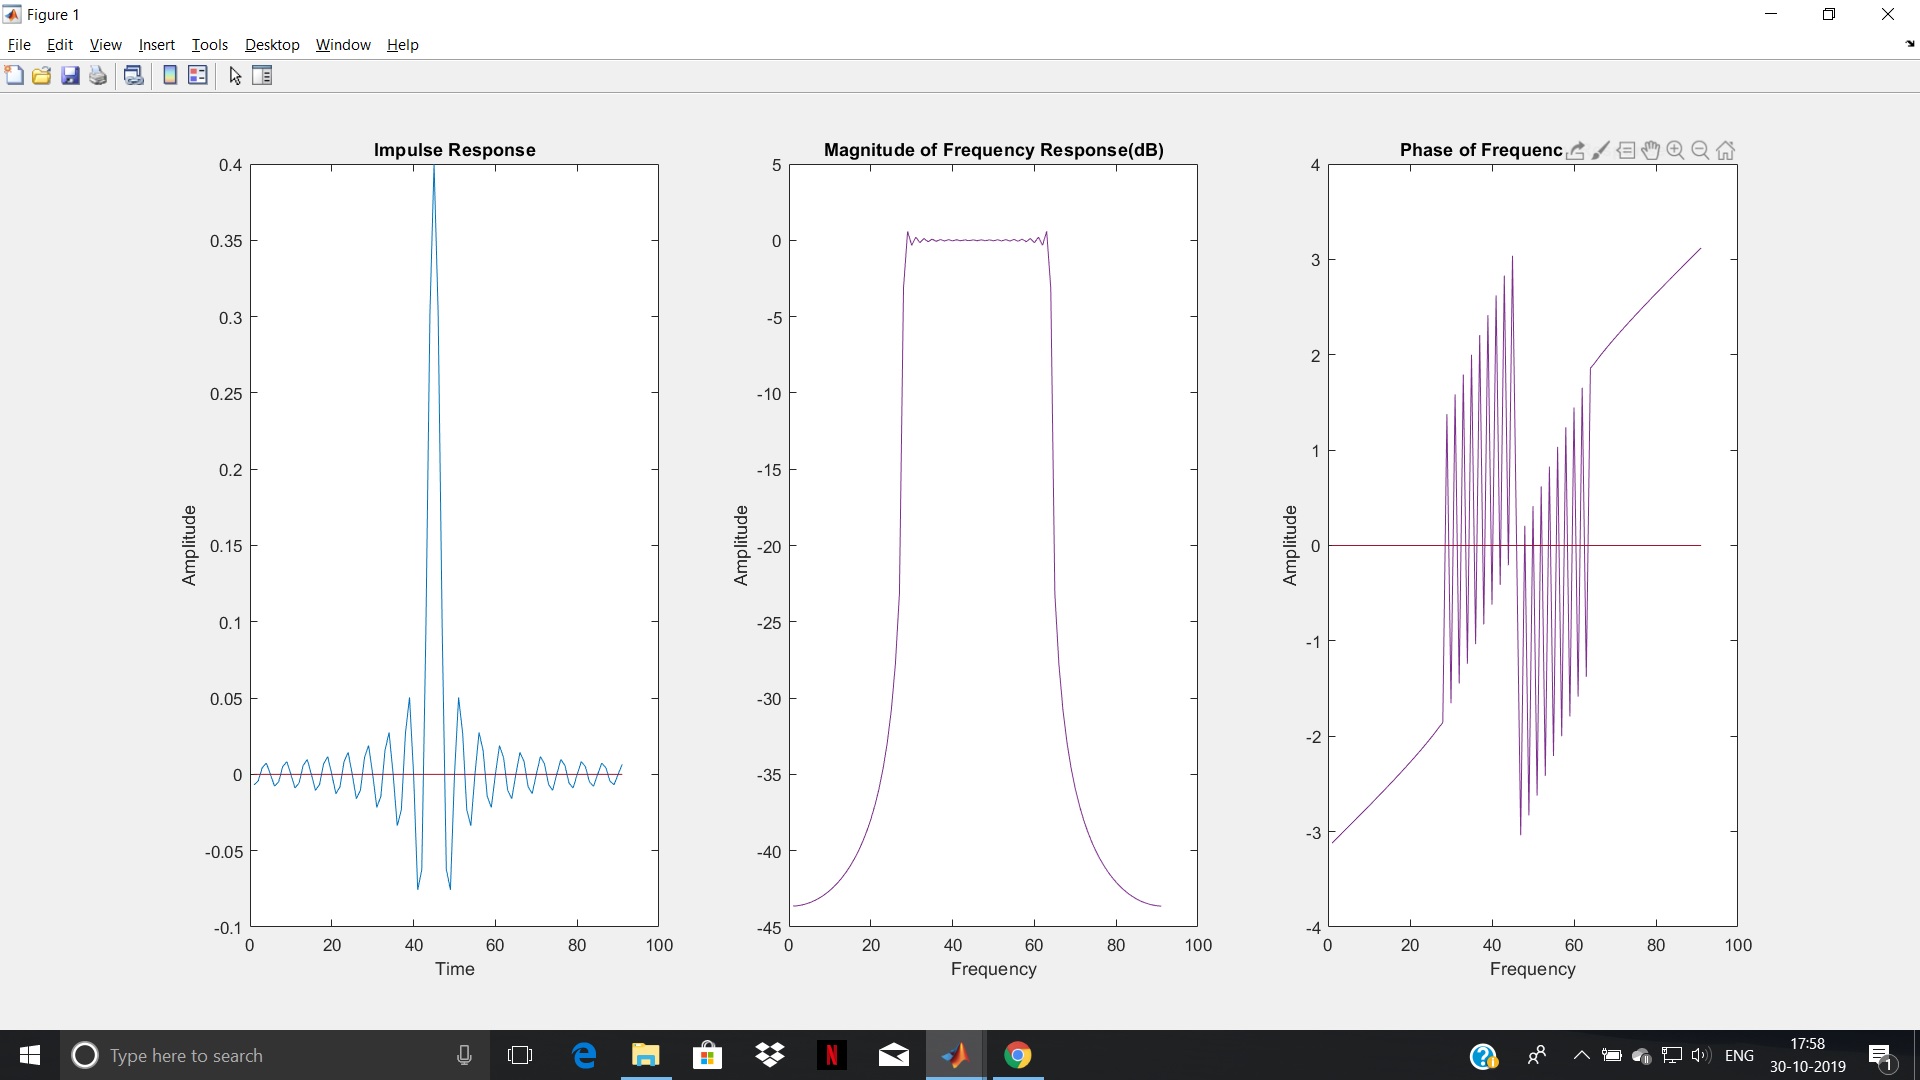 Figure 1
File Edit View Insert Tools Desktop Window Help
Impulse Response
0.4
0.35
0.3
0.25
0.2
0.15
0.1
0.05
0
-0.05
-0.1
Amplitude
0 20 40 60 80 100
Time
Magnitude of Frequency Response(dB)
5
0
-5
-10
-15
-20
-25
-30
-35
-40
-45
Amplitude
0 20 40 60 80 100
Frequency
Phase of Frequenc
4
3
2
1
0
-1
-2
-3
-4
Amplitude
0 20 40 60 80 100
Frequency
Type here to search
ENG
17:58
30-10-2019
1